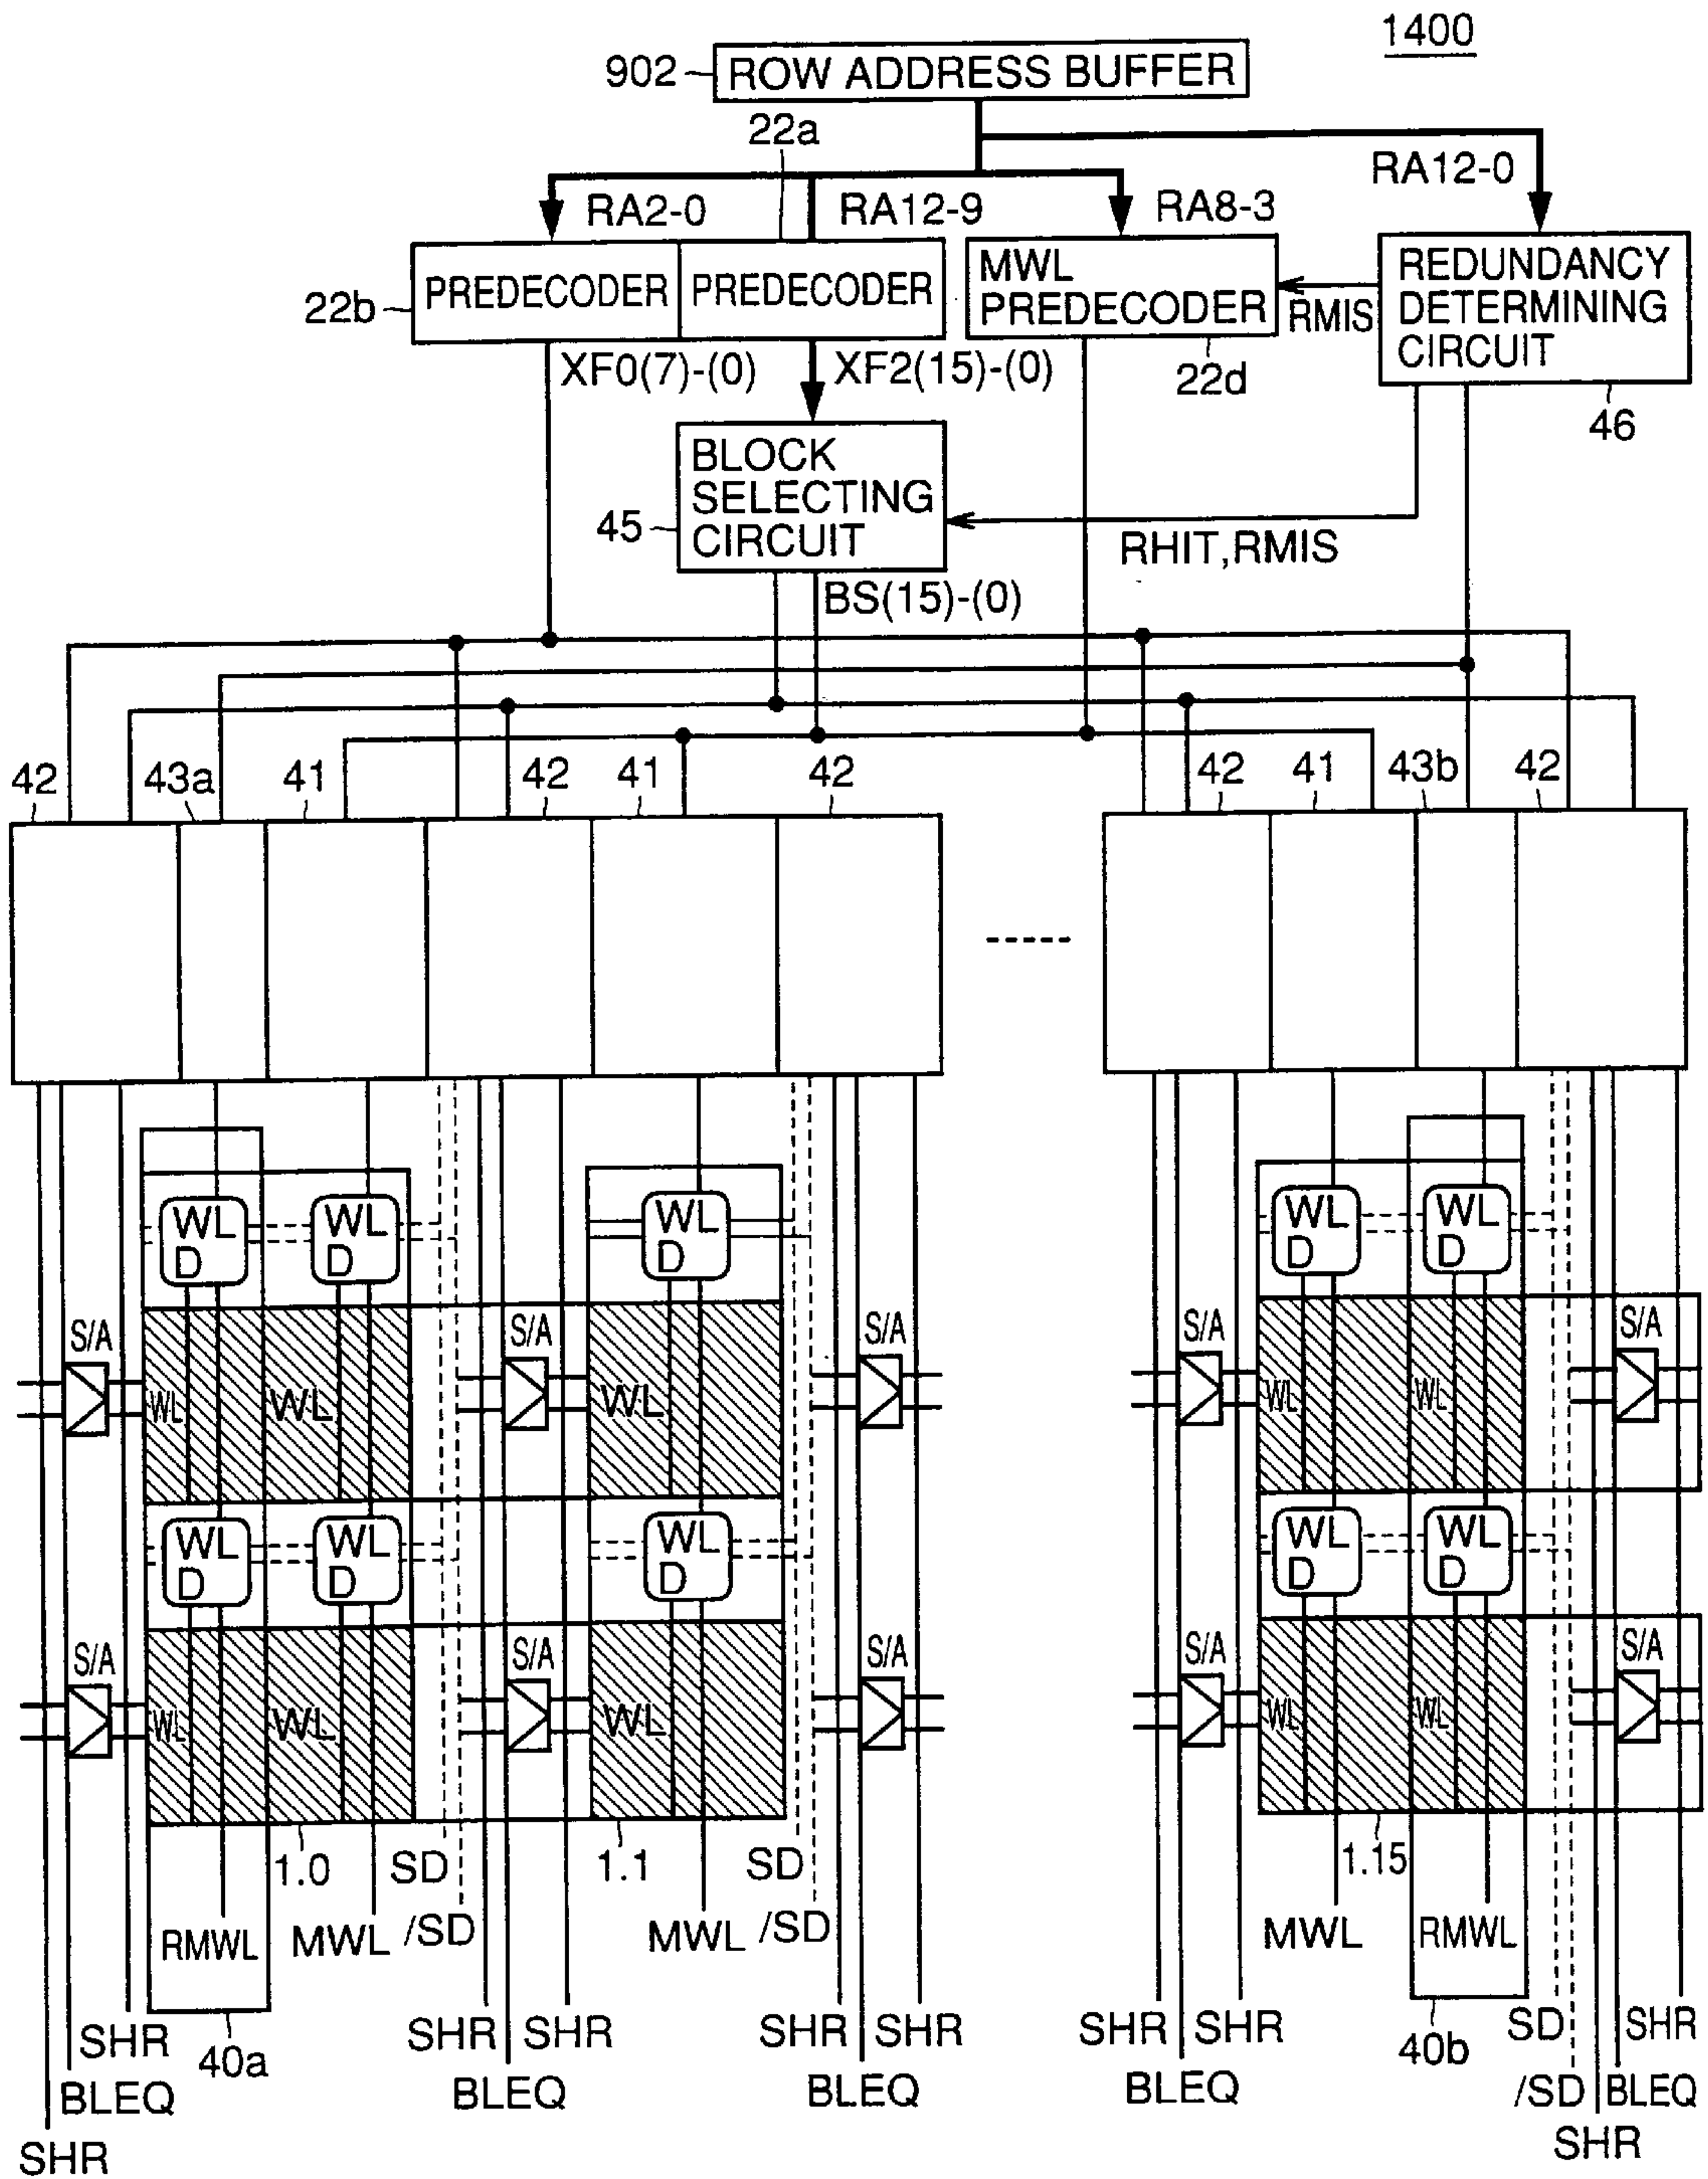 1400
902
ROW ADDRESS BUFFER
22a
RA2-0
RA12-9
RA8-3
RA12-0
22b
PREDECODER
PREDECODER
MWL
PREDECODER
RMIS
REDUNDANCY
DETERMINING
CIRCUIT
XF0(7)-(0)
XF2(15)-(0)
22d
46
45
BLOCK
SELECTING
CIRCUIT
RHIT,RMIS
BS(15)-(0)
42
43a
41
42
41
42
42
41
43b
42
WL
D
WL
D
WL
D
WL
D
WL
D
S/A
S/A
S/A
S/A
S/A
WL
WL
WL
WL
WL
WL
D
WL
D
WL
D
WL
D
WL
D
S/A
S/A
S/A
S/A
S/A
WL
WL
WL
WL
WL
1.0
SD
1.1
SD
1.15
RMWL
MWL
/SD
MWL
/SD
MWL
RMWL
SHR
40a
SHR
SHR
SHR
SHR
SHR
SHR
40b
SD
SHR
BLEQ
BLEQ
BLEQ
BLEQ
/SD
BLEQ
SHR
SHR